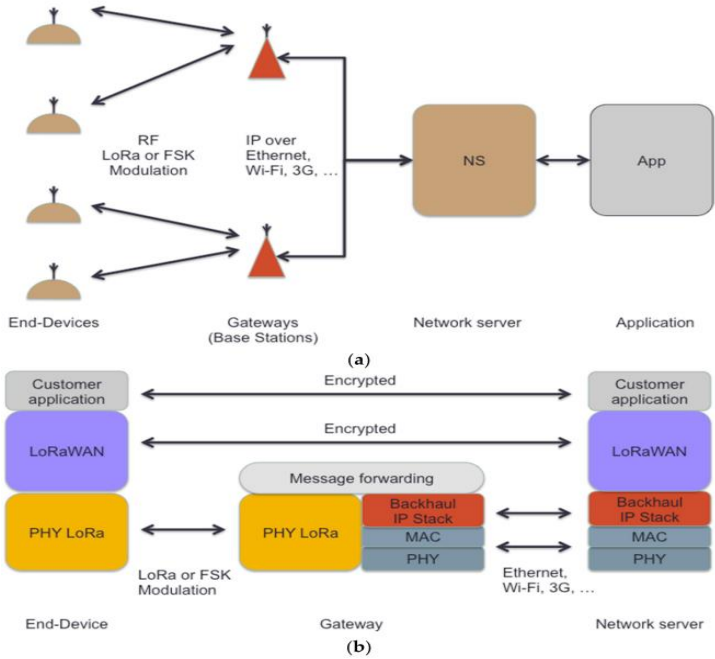 RF
LoRa or FSK
Modulation
IP over
Ethernet,
Wi-Fi, 3G, ...
NS
App
End-Devices
Gateways
(Base Stations)
Network server
Application
(a)
Customer
application
Encrypted
Customer
application
LoRaWAN
Encrypted
LoRaWAN
Message forwarding
PHY LoRa
PHY LoRa
Backhaul
IP Stack
MAC
PHY
Backhaul
IP Stack
MAC
PHY
LoRa or FSK
Modulation
Ethernet,
Wi-Fi, 3G, ...
End-Device
Gateway
Network server
(b)